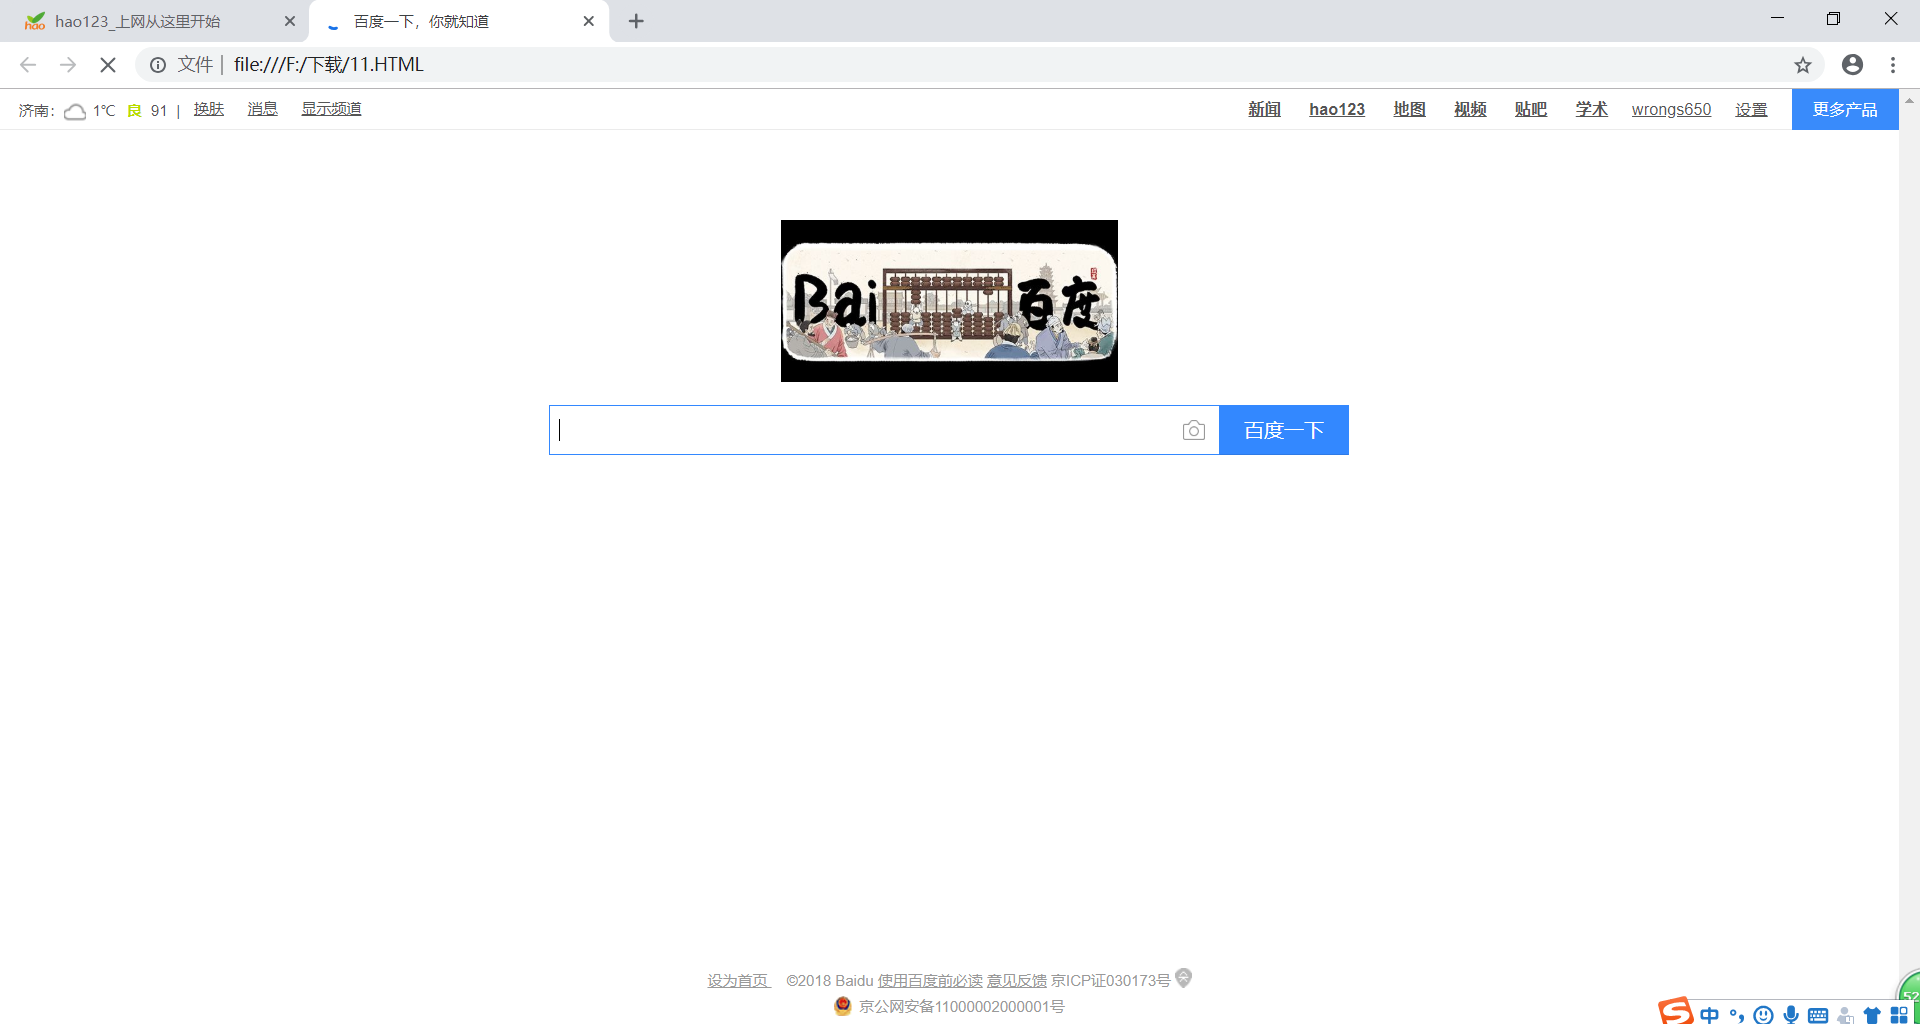 hao123_上网从这里开始
百度一下，你就知道
文件 | file:///F:/下载/11.HTML
济南： 1℃ 良 91 | 换肤 消息 显示频道
新闻 hao123 地图 视频 贴吧 学术 wrongs650 设置 更多产品
Bai 百度
百度一下
设为首页 ©2018 Baidu 使用百度前必读 意见反馈 京ICP证030173号
京公网安备11000002000001号
中
52